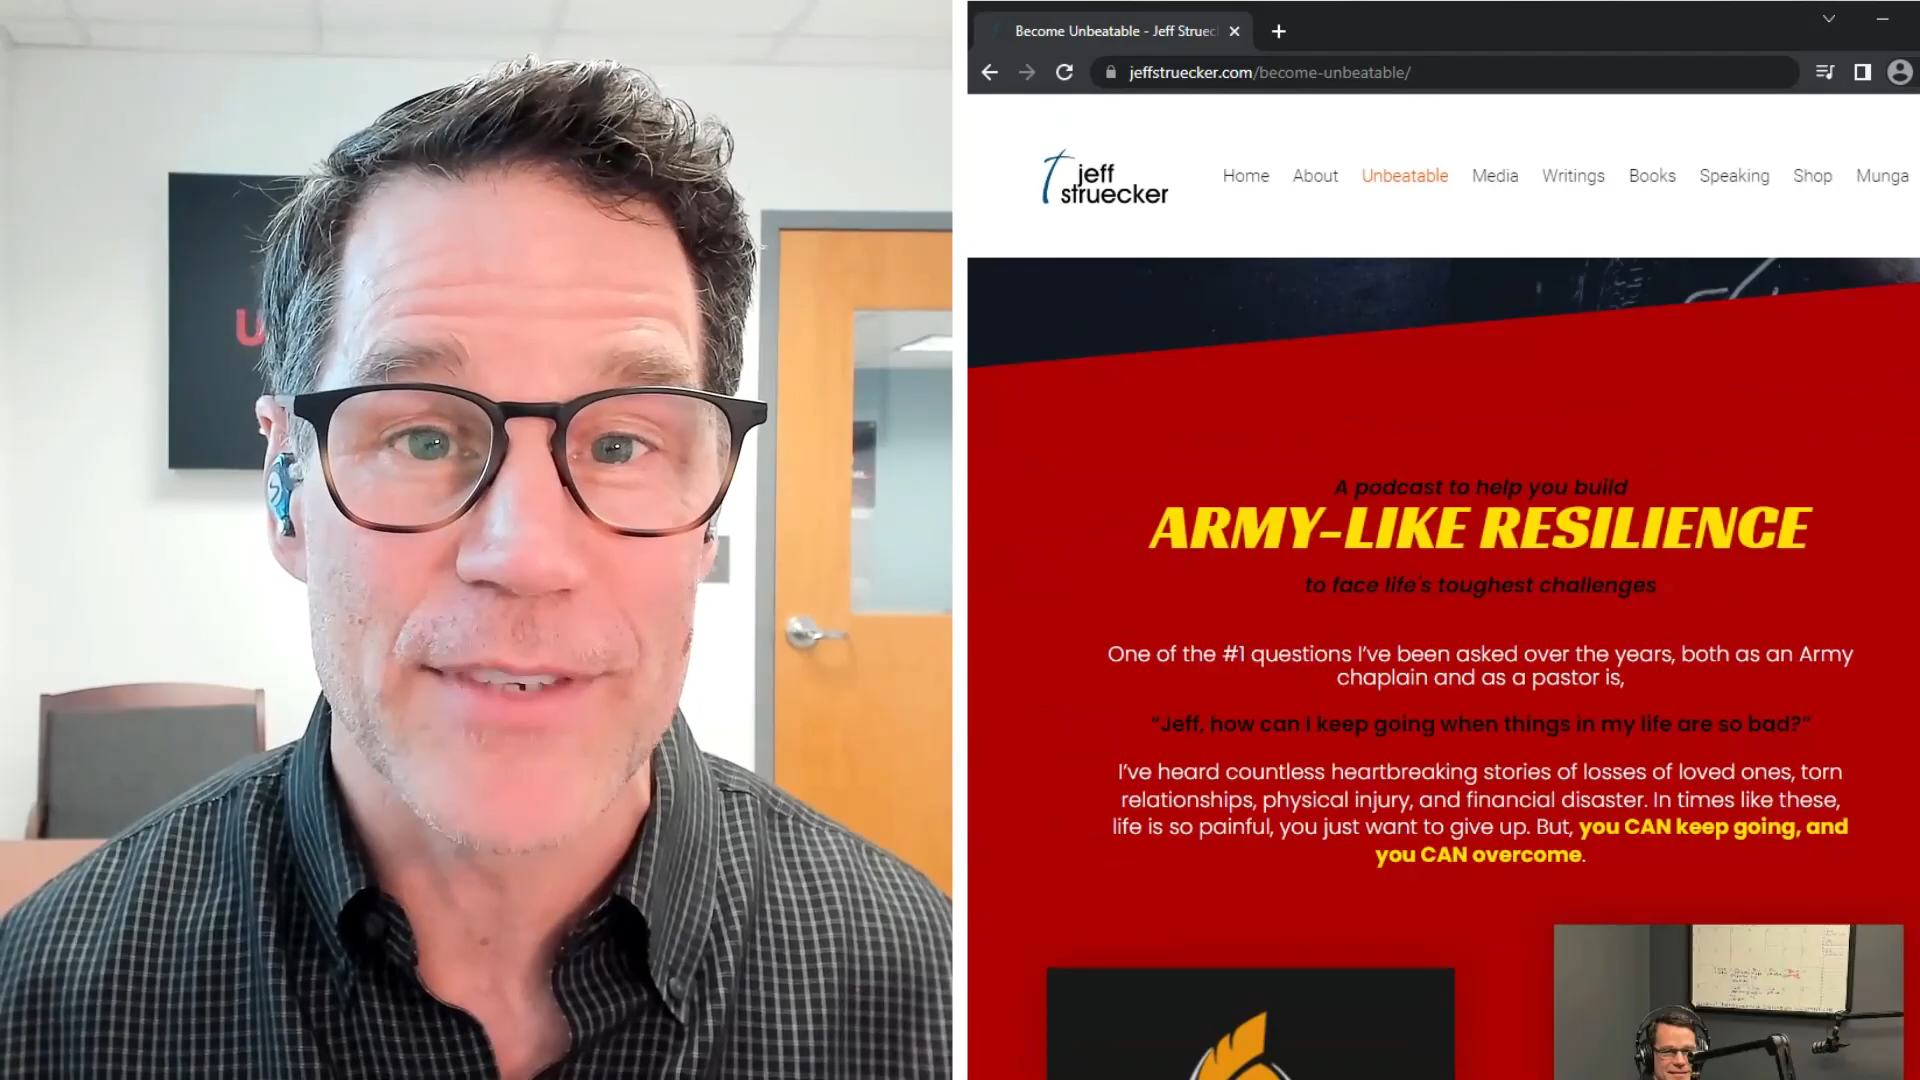 U
Become Unbeatable - Jeff Struec
jeffstruecker.com/become-unbeatable/
jeff
struecker
Home About Unbeatable Media Writings Books Speaking Shop Munga
A podcast to help you build
ARMY-LIKE RESILIENCE
to face life's toughest challenges
One of the #1 questions I've been asked over the years, both as an Army
chaplain and as a pastor is,
“Jeff, how can I keep going when things in my life are so bad?“
I've heard countless heartbreaking stories of losses of loved ones, torn
relationships, physical injury, and financial disaster. In times like these,
life is so painful, you just want to give up. But, you CAN keep going, and
you CAN overcome.